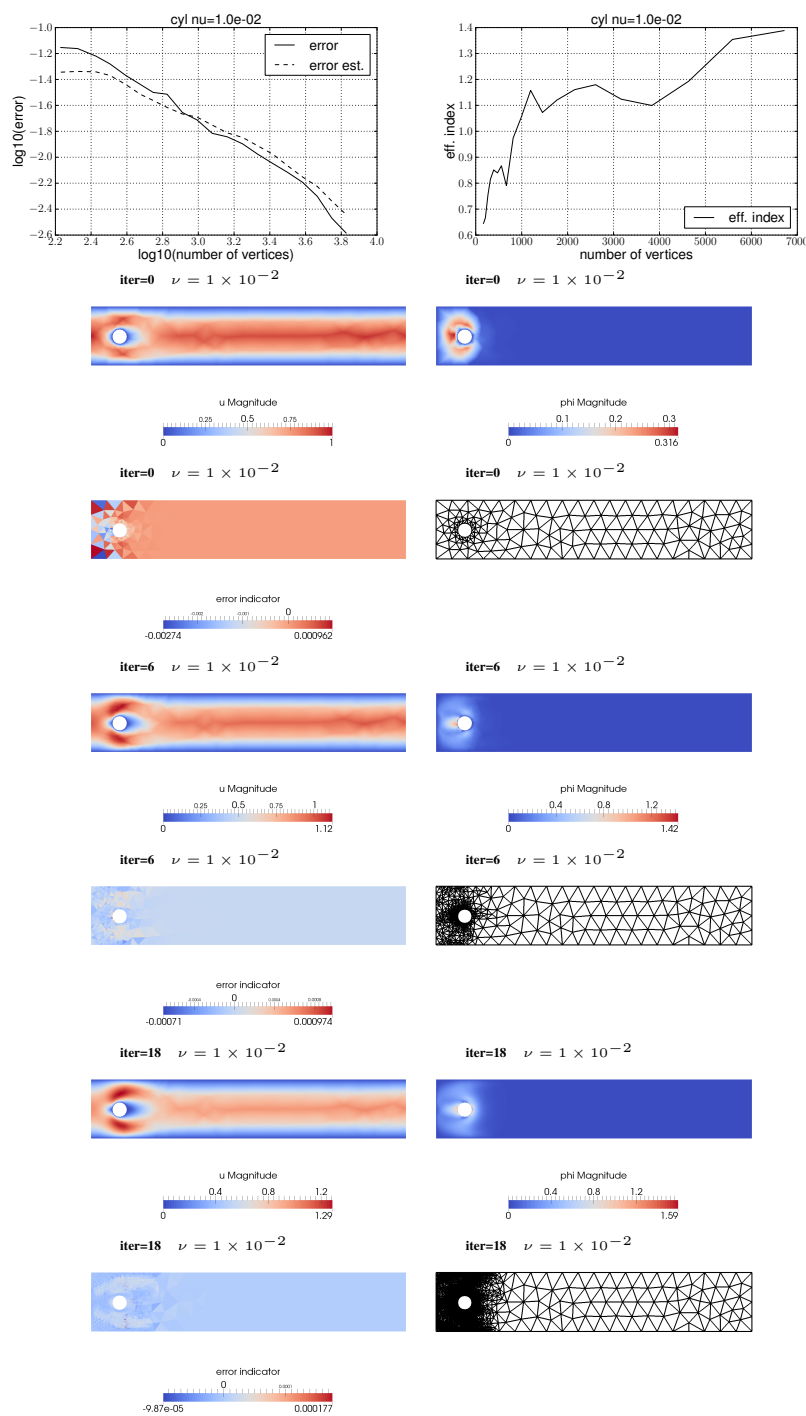 cyl nu=1.0e-02
−1.0
−1.2
−1.4
−1.6
−1.8
−2.0
−2.2
−2.4
−2.6
log10(error)
error
error est.
2.2 2.4 2.6 2.8 3.0 3.2 3.4 3.6 3.8 4.0
log10(number of vertices)
cyl nu=1.0e-02
1.4
1.3
1.2
1.1
1.0
0.9
0.8
0.7
0.6
eff. index
eff. index
0 1000 2000 3000 4000 5000 6000 7000
number of vertices
iter=0 ν = 1 × 10−2
iter=0 ν = 1 × 10−2
u Magnitude
0.25 0.5 0.75
0 1
phi Magnitude
0.1 0.2 0.3
0 0.316
iter=0 ν = 1 × 10−2
iter=0 ν = 1 × 10−2
error indicator
-0.002 -0.001 0
-0.00274 0.000962
iter=6 ν = 1 × 10−2
iter=6 ν = 1 × 10−2
u Magnitude
0.25 0.5 0.75 1
0 1.12
phi Magnitude
0.4 0.8 1.2
0 1.42
iter=6 ν = 1 × 10−2
iter=6 ν = 1 × 10−2
error indicator
-0.0004 0 0.0004 0.0008
-0.00071 0.000974
iter=18 ν = 1 × 10−2
iter=18 ν = 1 × 10−2
u Magnitude
0.4 0.8 1.2
0 1.29
phi Magnitude
0.4 0.8 1.2
0 1.59
iter=18 ν = 1 × 10−2
iter=18 ν = 1 × 10−2
error indicator
0 0.0001
-9.87e-05 0.000177